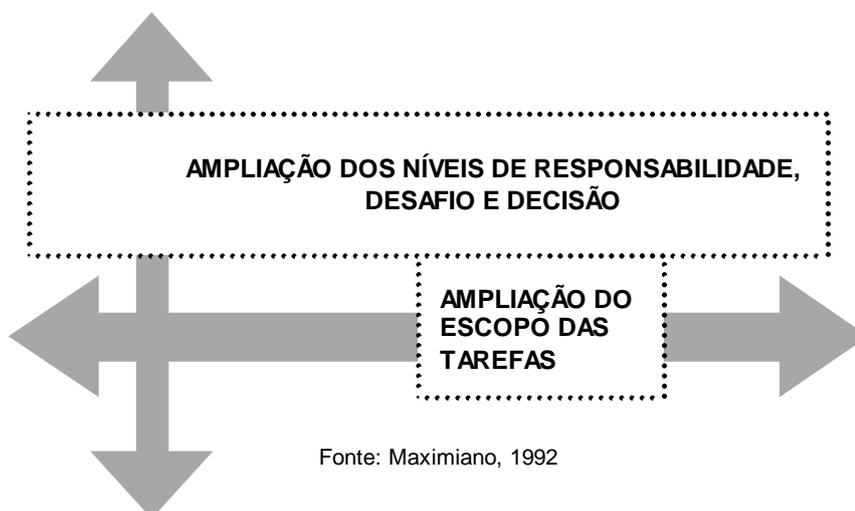 AMPLIAÇÃO DOS NÍVEIS DE RESPONSABILIDADE,
DESAFIO E DECISÃO
AMPLIAÇÃO DO
ESCOPO DAS
TAREFAS
Fonte: Maximiano, 1992